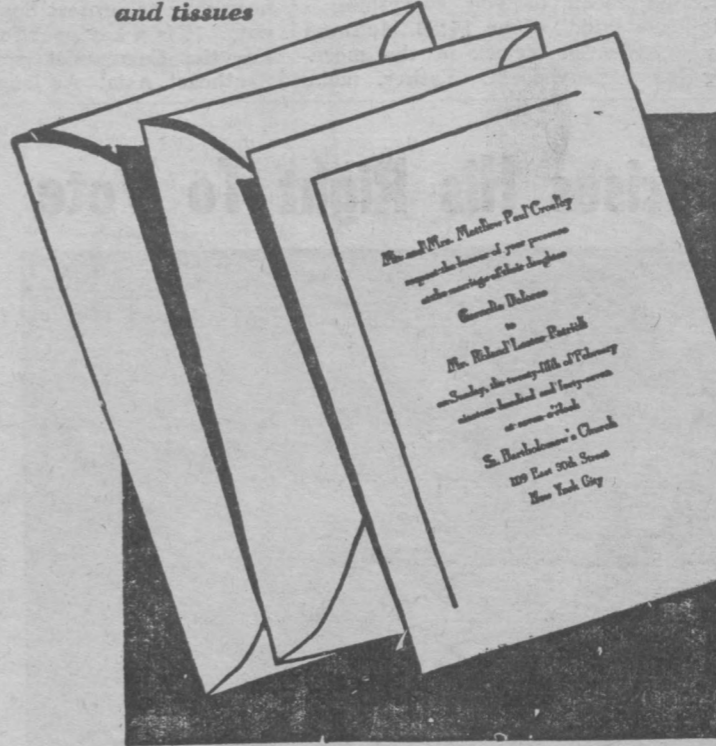 and tissues
Mr. and Mrs. Matthew Paul Crosby
request the honour of your presence
at the marriage of their daughter
Dolores
to
Mr. Richard Lester Patrick
on Sunday, the twenty-fifth of February
nineteen hundred and forty-seven
at seven o'clock
St. Bartholomew's Church
109 East 50th Street
New York City